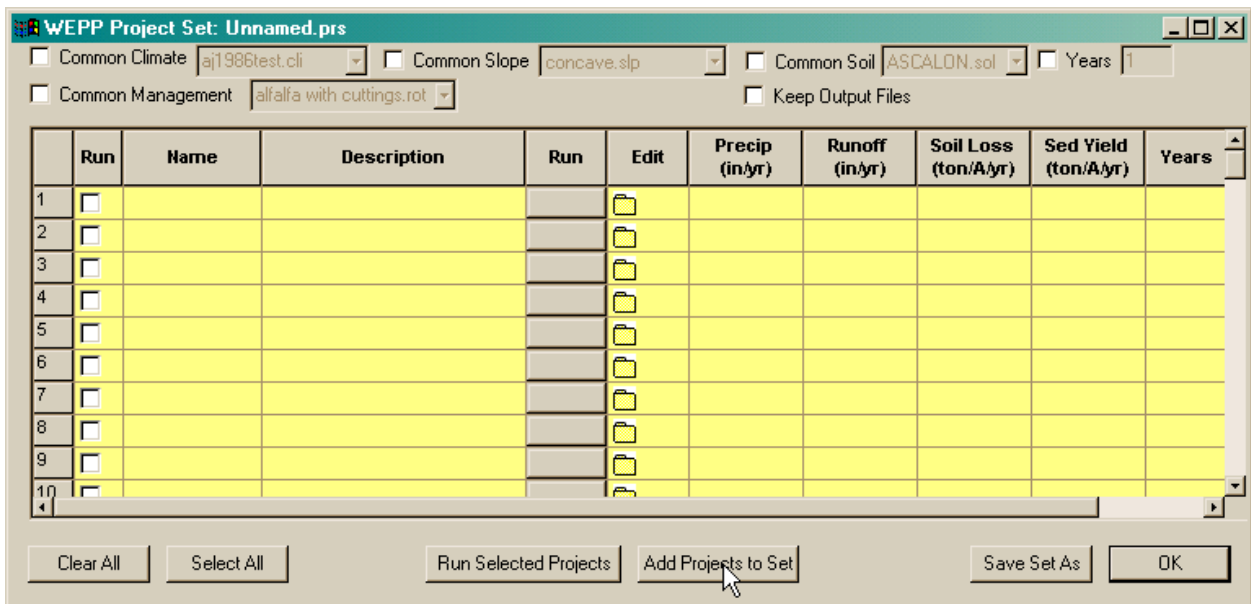 WEPP Project Set: Unnamed.prs
Common Climate aj1986test.cli Common Slope concave.slp Common Soil ASCALON.sol Years 1
Common Management alfalfa with cuttings.rot Keep Output Files
Run Name Description Run Edit Precip (in/yr) Runoff (in/yr) Soil Loss (ton/A/yr) Sed Yield (ton/A/yr) Years
1
2
3
4
5
6
7
8
9
10
Clear All Select All Run Selected Projects Add Projects to Set Save Set As OK